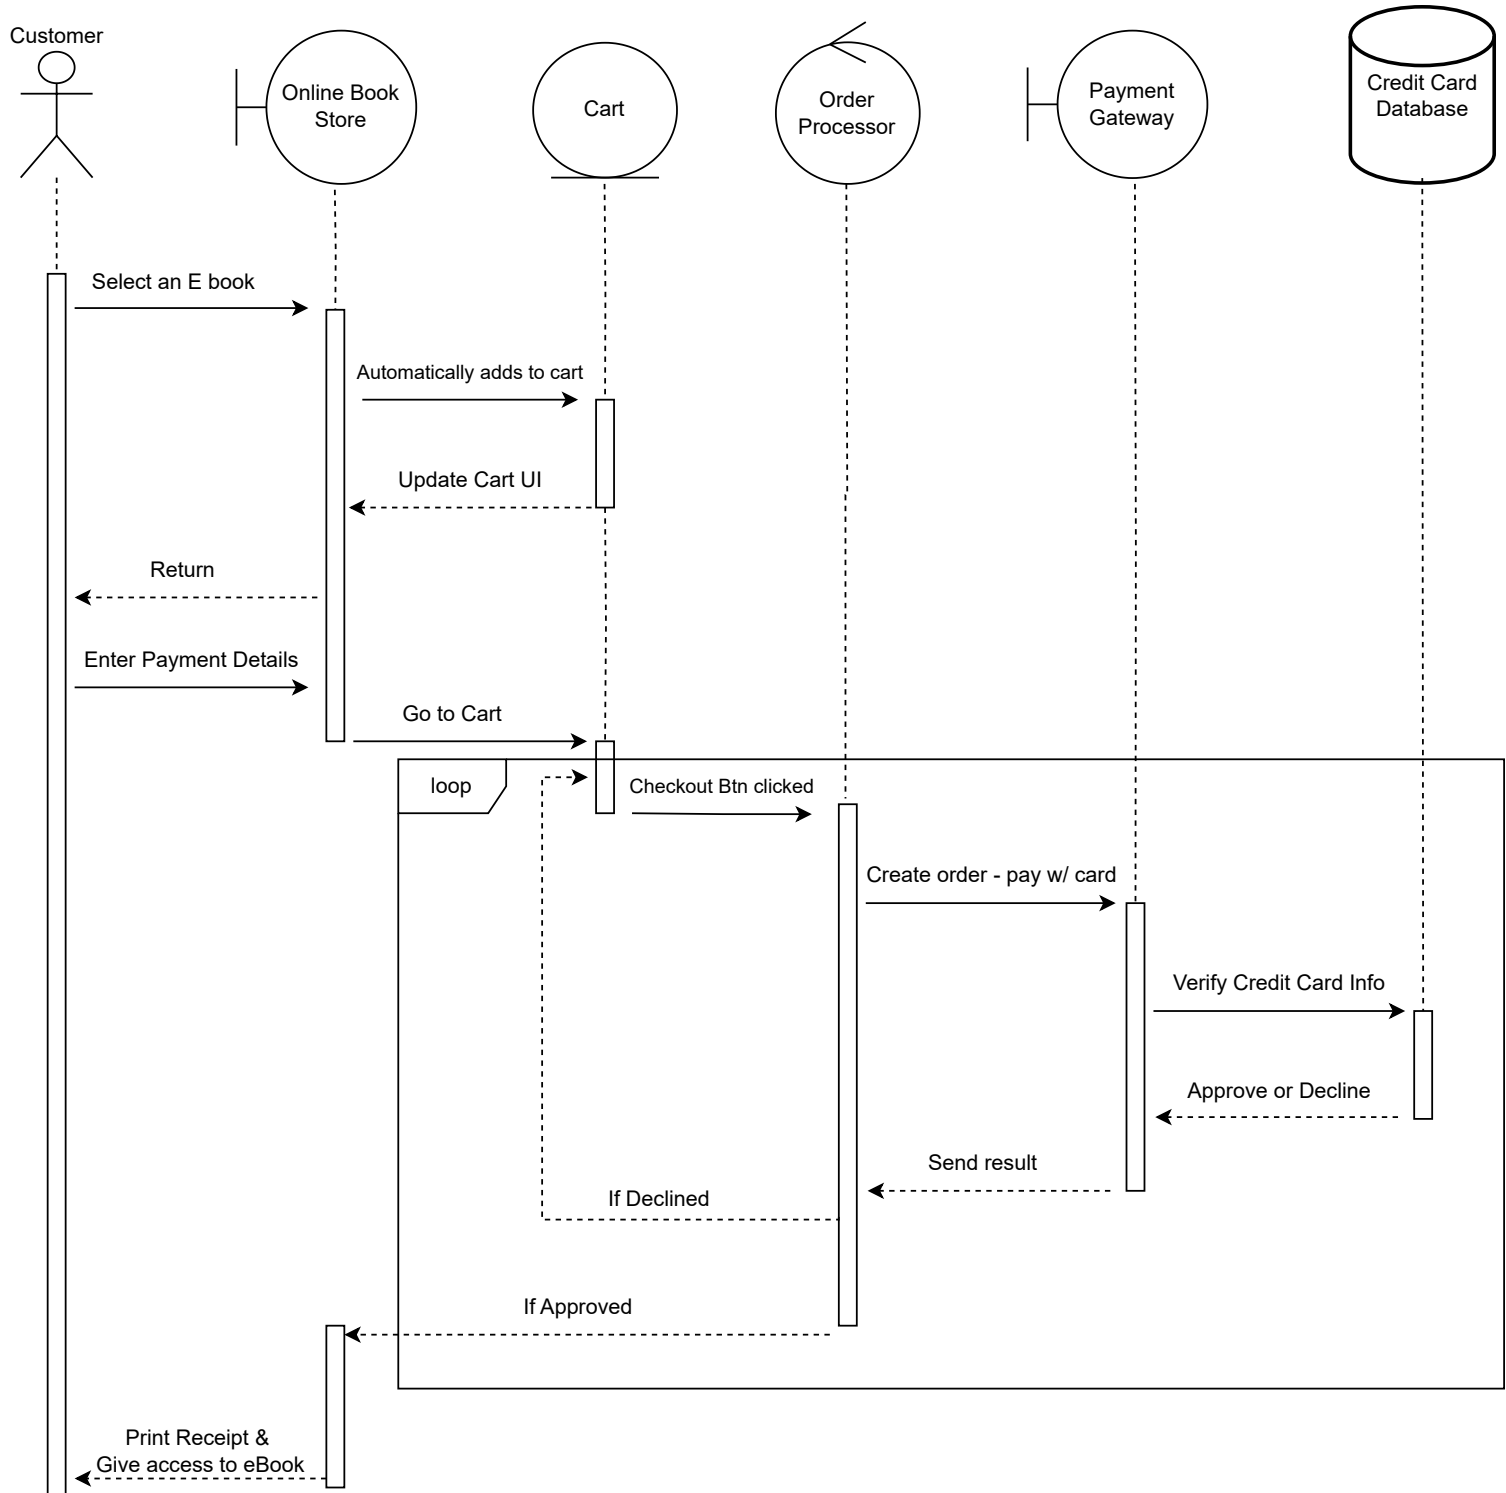 Customer
Online Book
Store
Cart
Order
Processor
Payment
Gateway
Credit Card
Database
Select an E book
Automatically adds to cart
Update Cart UI
Return
Enter Payment Details
Go to Cart
loop
Checkout Btn clicked
Create order - pay w/ card
Verify Credit Card Info
Approve or Decline
Send result
If Declined
If Approved
Print Receipt &
Give access to eBook